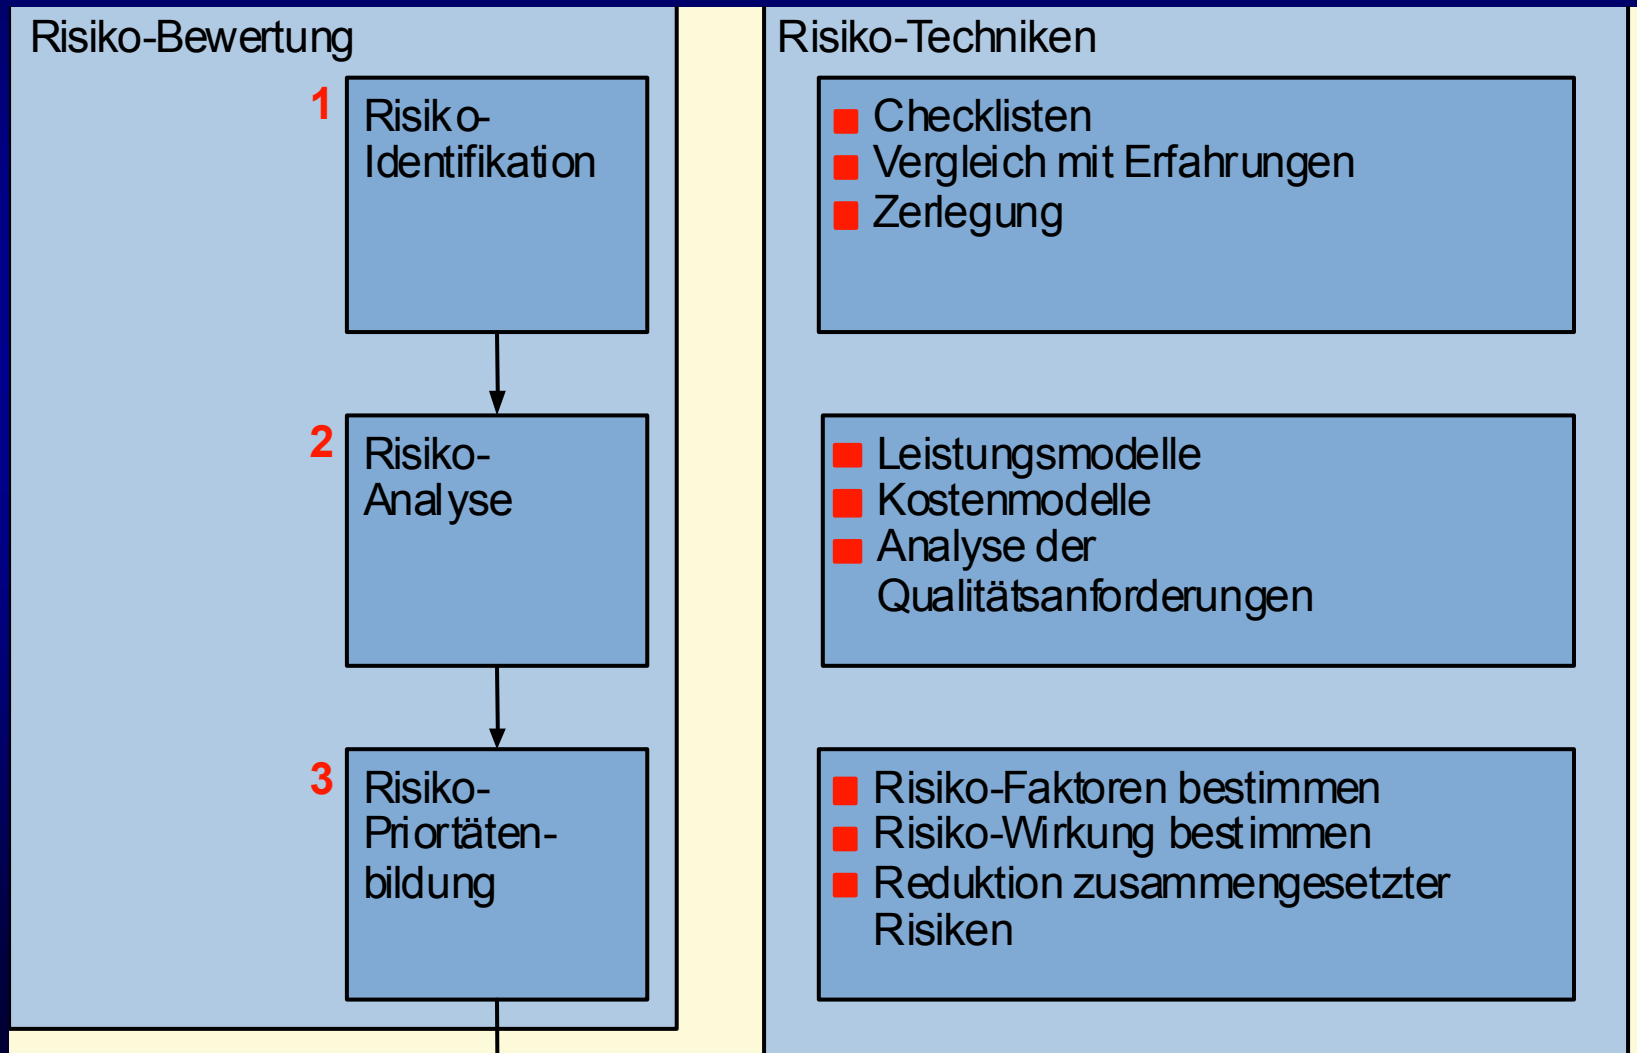 Risiko-Bewertung
1
Risiko-
Identifikation
2
Risiko-
Analyse
3
Risiko-
Priortäten-
bildung
Risiko-Techniken
Checklisten
Vergleich mit Erfahrungen
Zerlegung
Leistungsmodelle
Kostenmodelle
Analyse der
Qualitätsanforderungen
Risiko-Faktoren bestimmen
Risiko-Wirkung bestimmen
Reduktion zusammengesetzter
Risiken